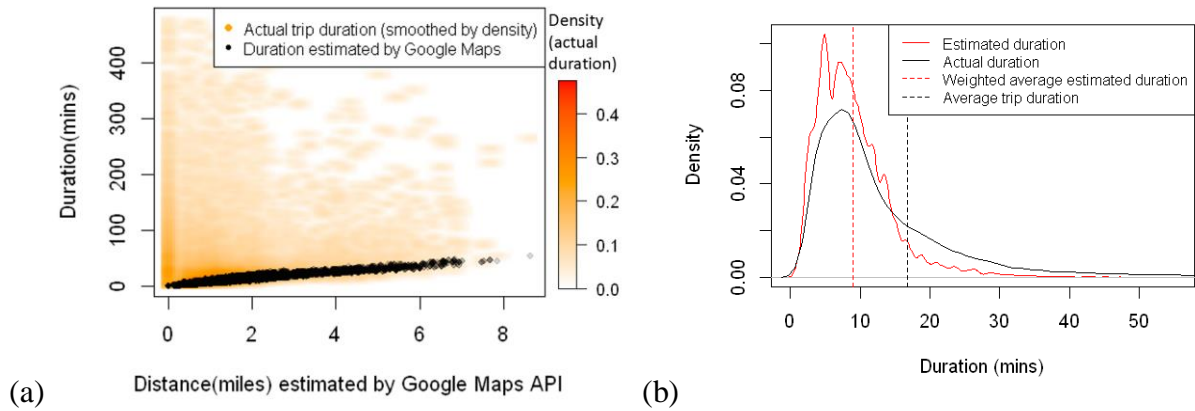 Actual trip duration (smoothed by density)
Duration estimated by Google Maps
Density
(actual
duration)
Duration(mins)
400
300
200
100
0
0.4
0.3
0.2
0.1
0.0
0 2 4 6 8
Distance(miles) estimated by Google Maps API
(a)
Estimated duration
Actual duration
Weighted average estimated duration
Average trip duration
Density
0.08
0.04
0.00
0 10 20 30 40 50
Duration (mins)
(b)